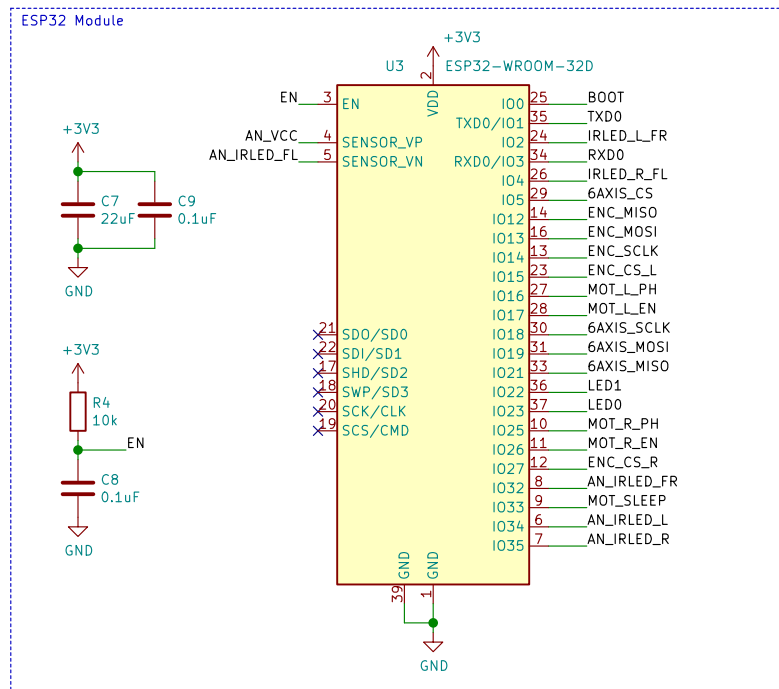 ESP32 Module
+3V3
U3 ESP32-WROOM-32D
2
VDD
EN 3 EN
AN_VCC 4 SENSOR_VP
AN_IRLED_FL 5 SENSOR_VN
21 SDO/SD0
22 SDI/SD1
17 SHD/SD2
18 SWP/SD3
20 SCK/CLK
19 SCS/CMD
IO0 25 BOOT
TXD0/IO1 35 TXD0
IO2 24 IRLED_L_FR
RXD0/IO3 34 RXD0
IO4 26 IRLED_R_FL
IO5 29 6AXIS_CS
IO12 14 ENC_MISO
IO13 16 ENC_MOSI
IO14 13 ENC_SCLK
IO15 23 ENC_CS_L
IO16 27 MOT_L_PH
IO17 28 MOT_L_EN
IO18 30 6AXIS_SCLK
IO19 31 6AXIS_MOSI
IO21 33 6AXIS_MISO
IO22 36 LED1
IO23 37 LED0
IO25 10 MOT_R_PH
IO26 11 MOT_R_EN
IO27 12 ENC_CS_R
IO32 8 AN_IRLED_FR
IO33 9 MOT_SLEEP
IO34 6 AN_IRLED_L
IO35 7 AN_IRLED_R
GND GND
39 1
GND
+3V3
C7 C9
22uF 0.1uF
GND
+3V3
R4
10k
EN
C8
0.1uF
GND